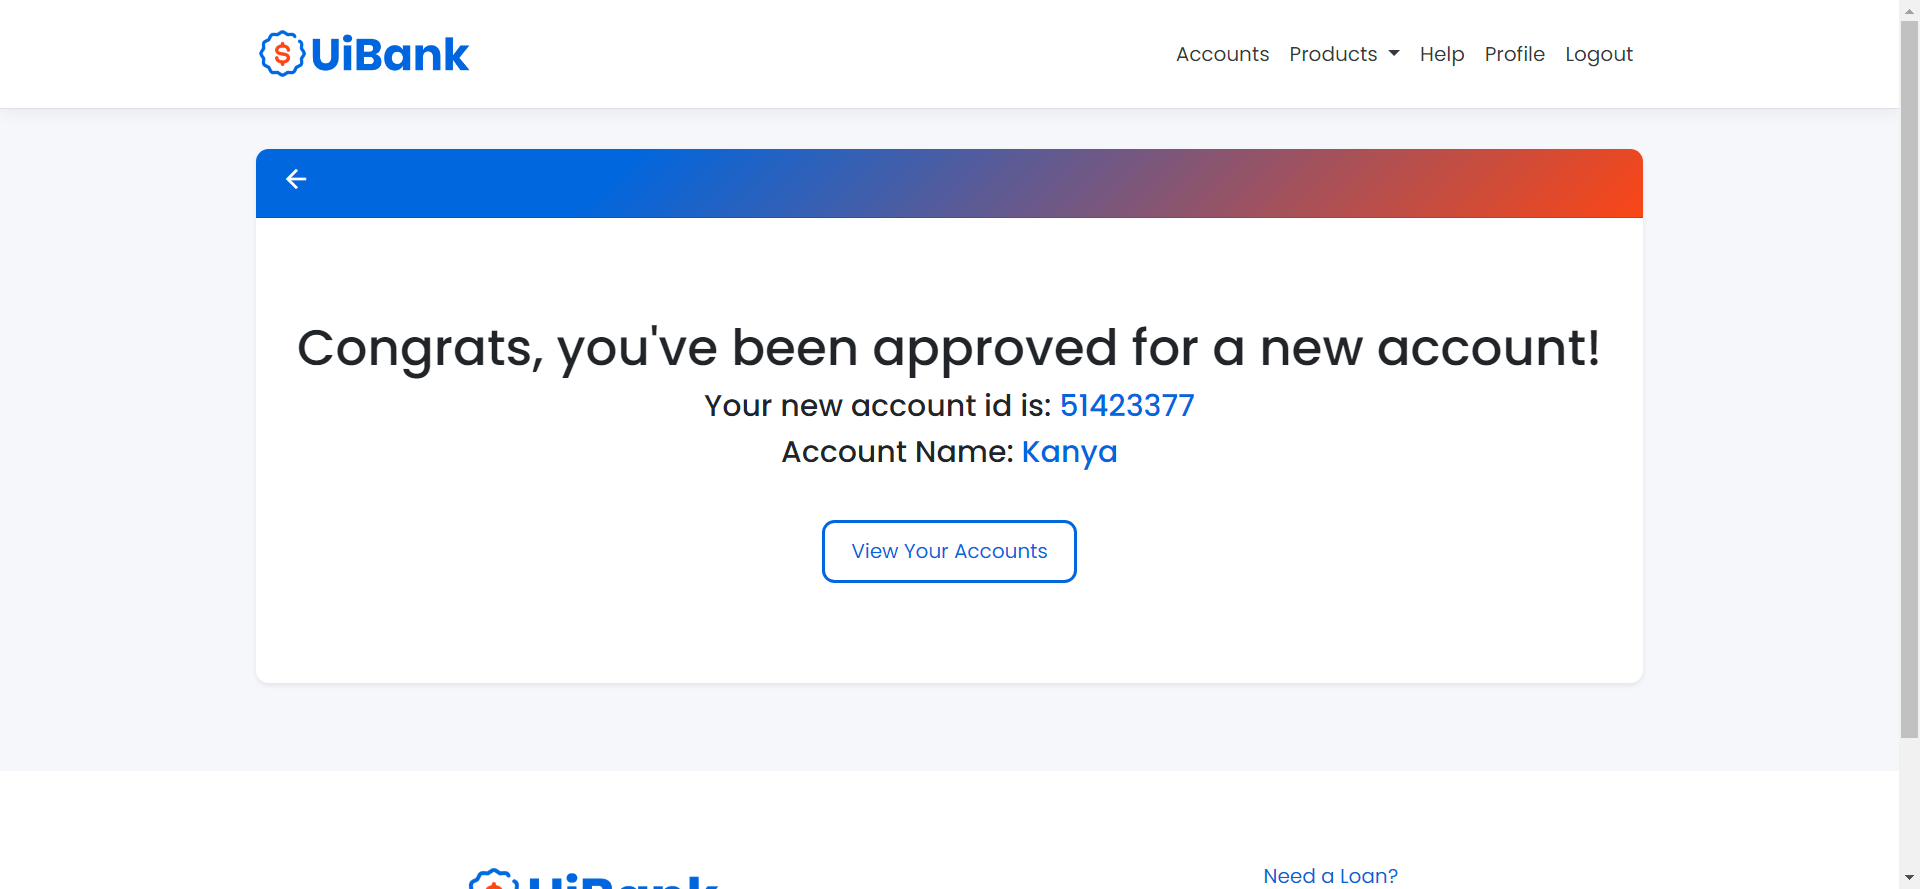 $ UiBank
Accounts Products Help Profile Logout
Congrats, you've been approved for a new account!
Your new account id is: 51423377
Account Name: Kanya
View Your Accounts
UiBank
Need a Loan?